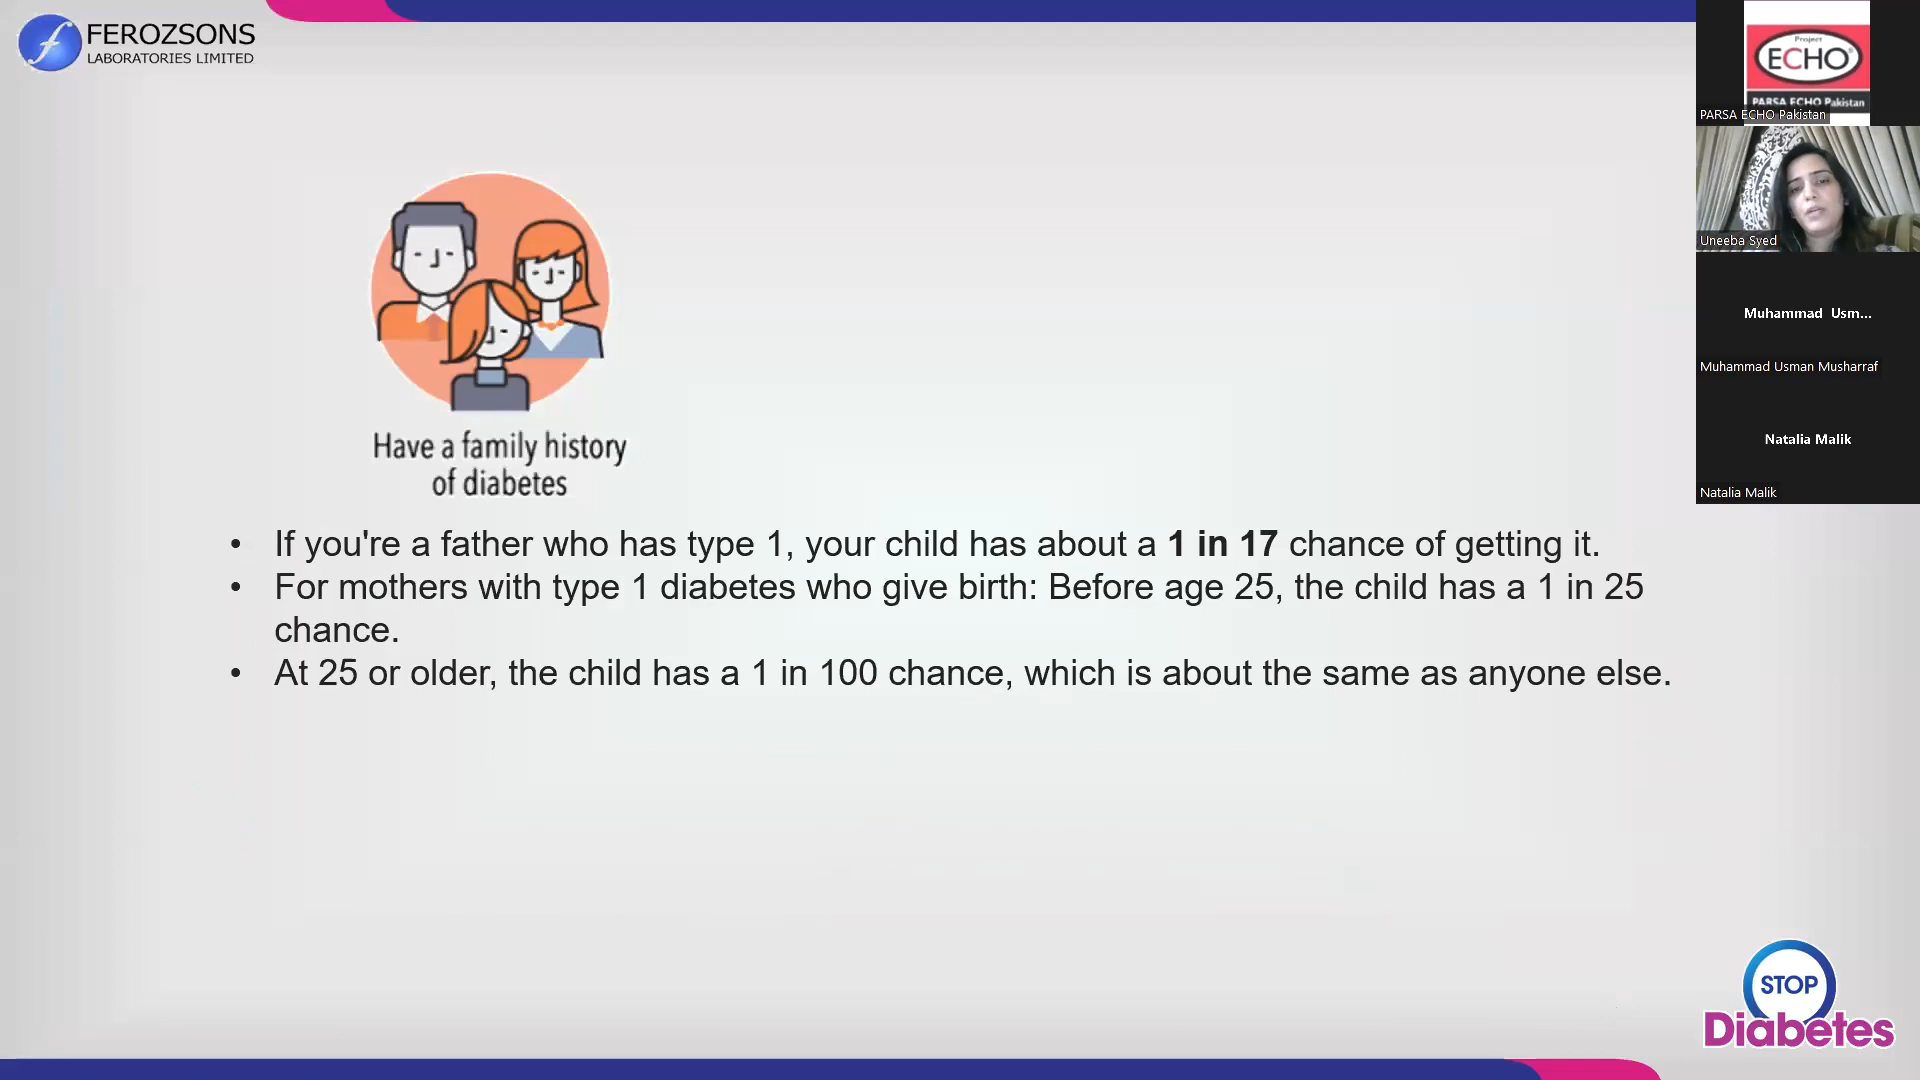 FEROZSONS
LABORATORIES LIMITED
Project
ECHO®
PARSA ECHO Pakistan
PARSA ECHO Pakistan
Uneeba Syed
Muhammad Usm...
Muhammad Usman Musharraf
Natalia Malik
Natalia Malik
Have a family history
of diabetes
• If you're a father who has type 1, your child has about a 1 in 17 chance of getting it.
• For mothers with type 1 diabetes who give birth: Before age 25, the child has a 1 in 25
chance.
• At 25 or older, the child has a 1 in 100 chance, which is about the same as anyone else.
STOP
Diabetes